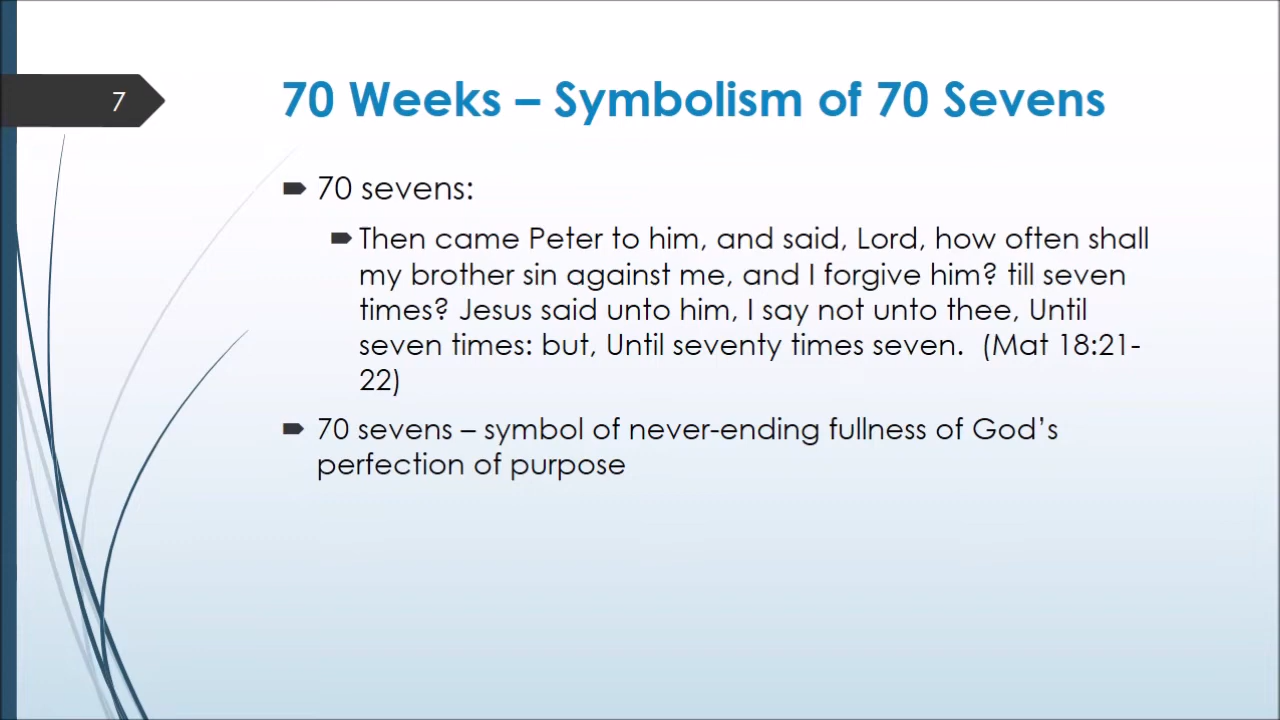 7
70 Weeks – Symbolism of 70 Sevens
70 sevens:
Then came Peter to him, and said, Lord, how often shall
my brother sin against me, and I forgive him? till seven
times? Jesus said unto him, I say not unto thee, Until
seven times: but, Until seventy times seven.  (Mat 18:21-
22)
70 sevens – symbol of never-ending fullness of God’s
perfection of purpose